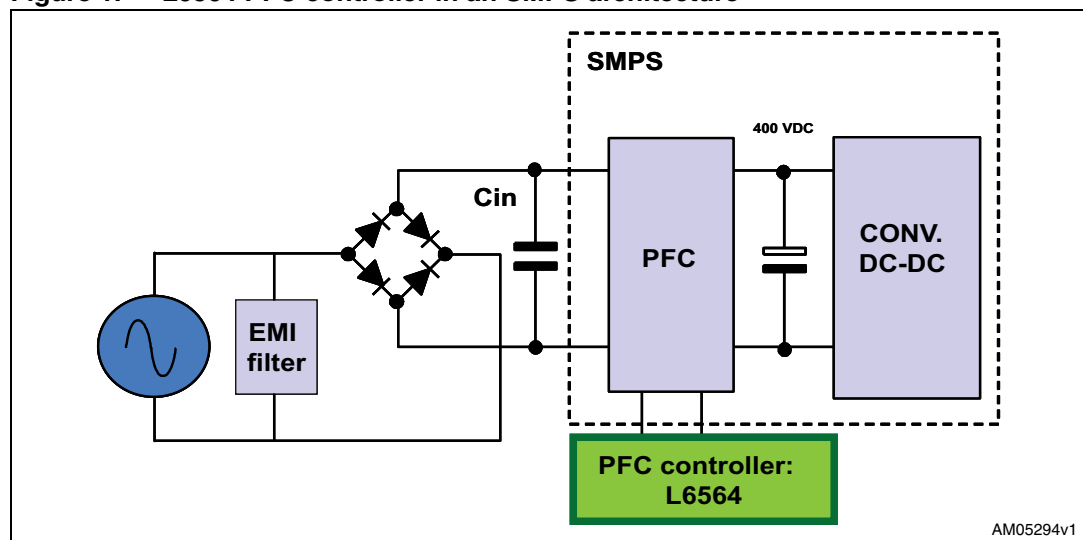 SMPS
400 VDC
Cin
PFC
CONV.
DC-DC
EMI
filter
PFC controller:
L6564
AM05294v1